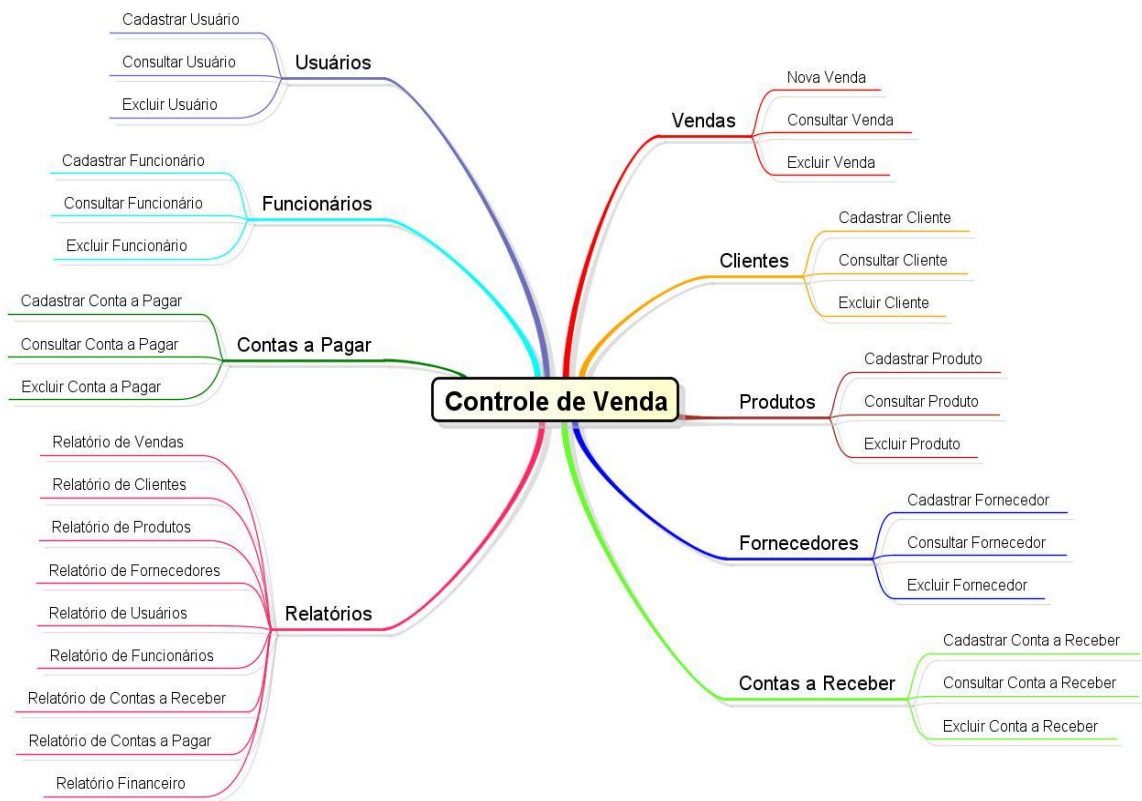 Controle de Venda
Usuários
Cadastrar Usuário
Consultar Usuário
Excluir Usuário
Funcionários
Cadastrar Funcionário
Consultar Funcionário
Excluir Funcionário
Contas a Pagar
Cadastrar Conta a Pagar
Consultar Conta a Pagar
Excluir Conta a Pagar
Relatórios
Relatório de Vendas
Relatório de Clientes
Relatório de Produtos
Relatório de Fornecedores
Relatório de Usuários
Relatório de Funcionários
Relatório de Contas a Receber
Relatório de Contas a Pagar
Relatório Financeiro
Vendas
Nova Venda
Consultar Venda
Excluir Venda
Clientes
Cadastrar Cliente
Consultar Cliente
Excluir Cliente
Produtos
Cadastrar Produto
Consultar Produto
Excluir Produto
Fornecedores
Cadastrar Fornecedor
Consultar Fornecedor
Excluir Fornecedor
Contas a Receber
Cadastrar Conta a Receber
Consultar Conta a Receber
Excluir Conta a Receber